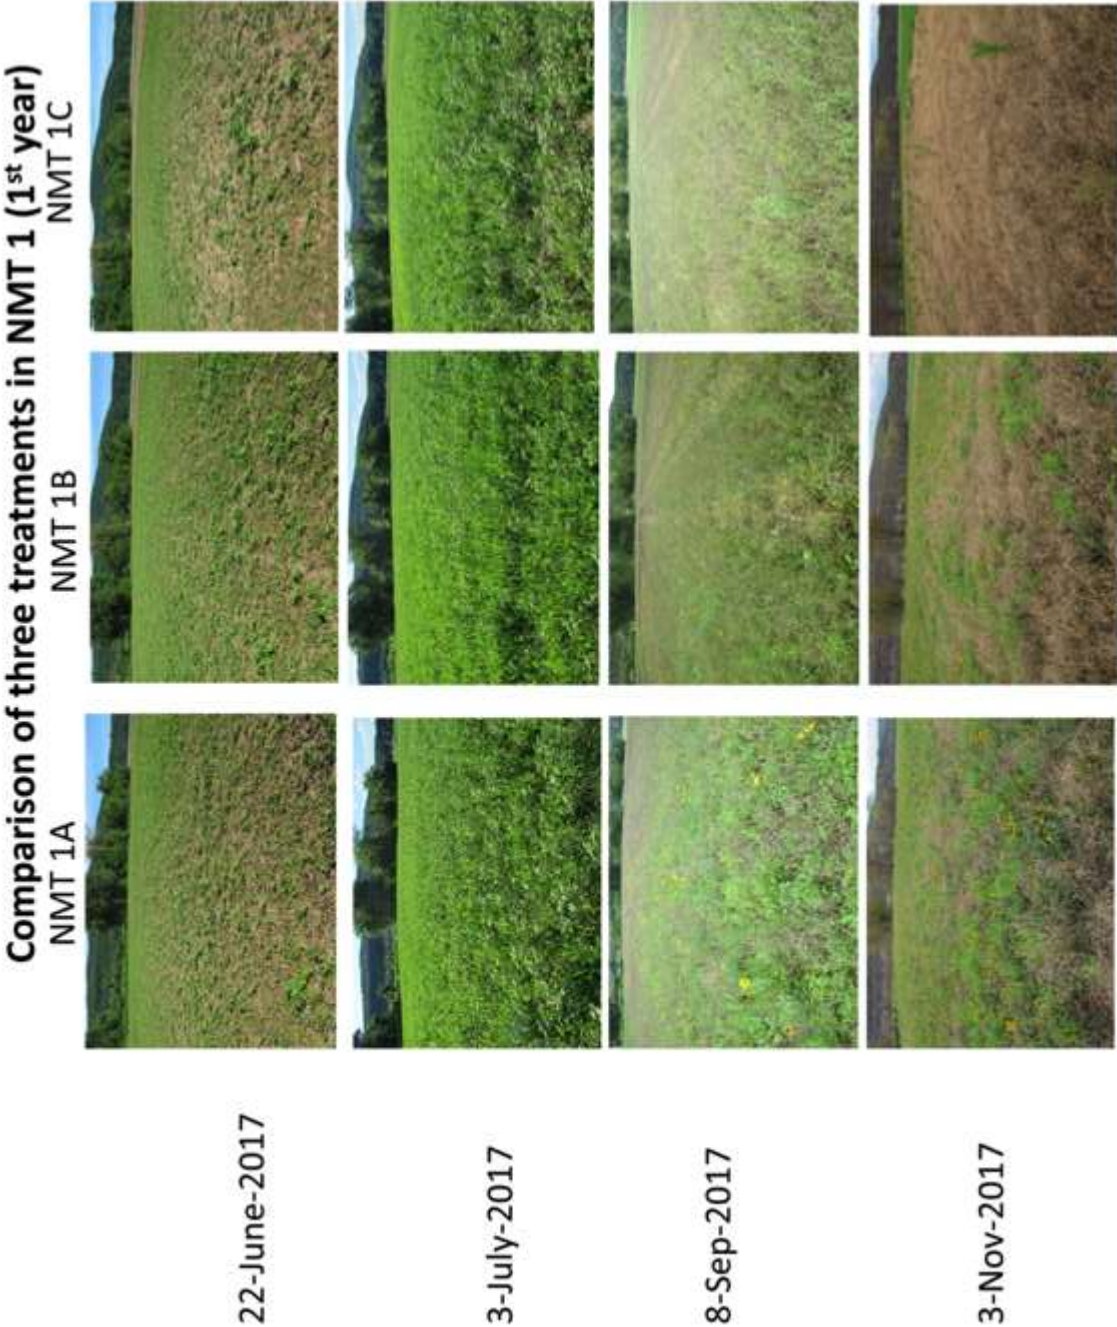 Comparison of three treatments in NMT 1 (1st year)
NMT 1A NMT 1B NMT 1C
22-June-2017
3-July-2017
8-Sep-2017
3-Nov-2017